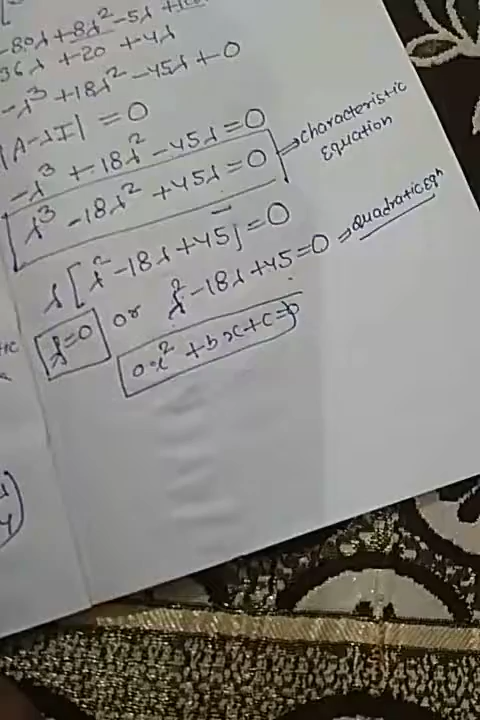 -80λ+8λ²-5λ
36λ +20 +4λ
-λ³+18λ²-45λ+0
|A-λI| = 0
-λ³ +18λ² -45λ=0
λ³ -18λ² +45λ=0 → characteristic Equation
λ[λ²-18λ+45]=0
λ=0 or λ²-18λ+45=0 ⇒ quadratic Eqn
ax²+bx+c=0